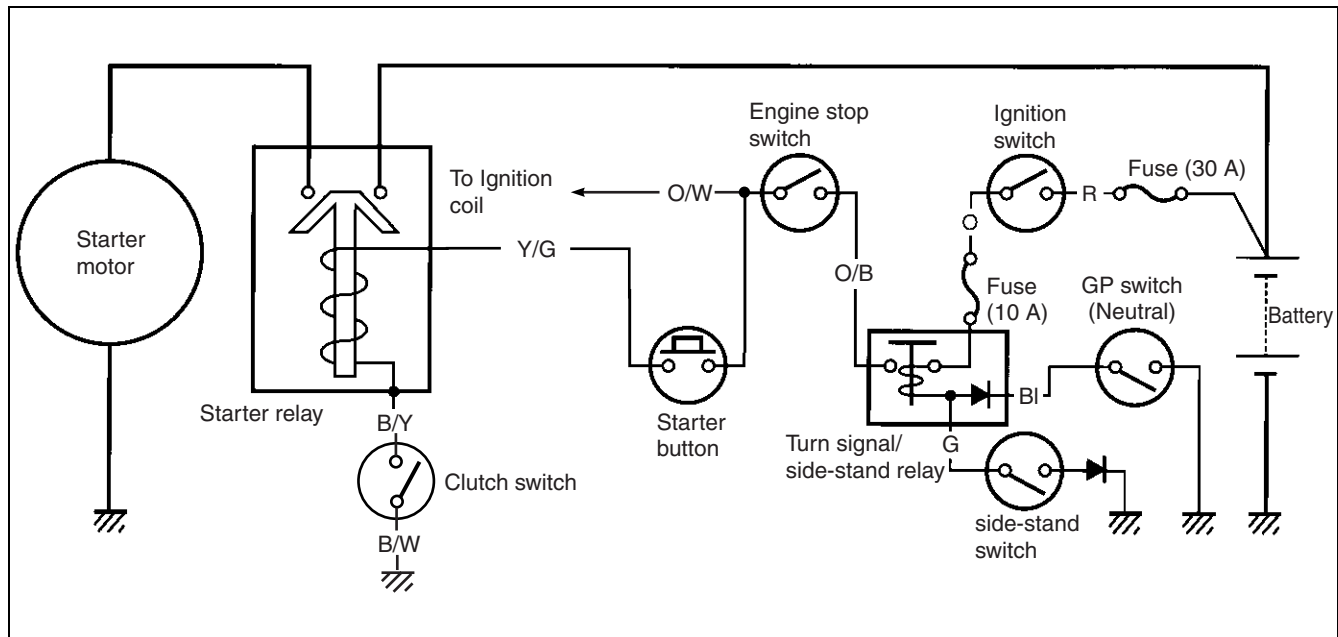 Engine stop
switch
Ignition
switch
Fuse (30 A)
To Ignition
coil
O/W
R
Starter
motor
Y/G
O
O/B
Fuse
(10 A)
GP switch
(Neutral)
Battery
Starter relay
Starter
button
Bl
B/Y
Turn signal/
side-stand relay
G
Clutch switch
side-stand
switch
B/W